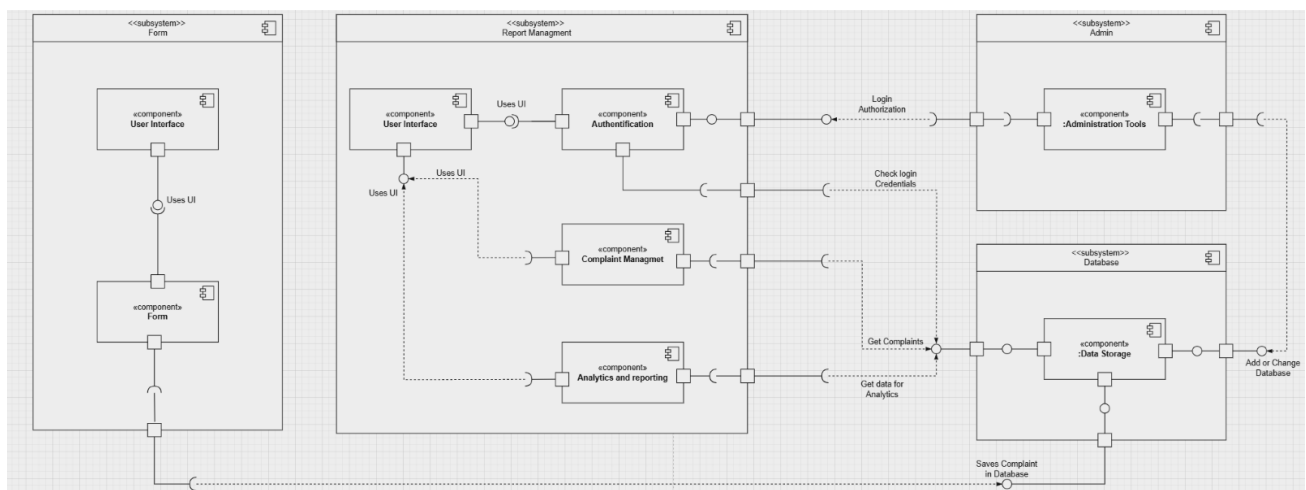 <<subsystem>>
Form
«component»
User Interface
Uses UI
«component»
Form
<<subsystem>>
Report Managment
«component»
User Interface
Uses UI
«component»
Authentification
Uses UI
Uses UI
«component»
Complaint Managmet
«component»
Analytics and reporting
Login
Authorization
Check login
Credentials
Get Complaints
Get data for
Analytics
<<subsystem>>
Admin
«component»
:Administration Tools
<<subsystem>>
Database
«component»
:Data Storage
Add or Change
Database
Saves Complaint
in Database